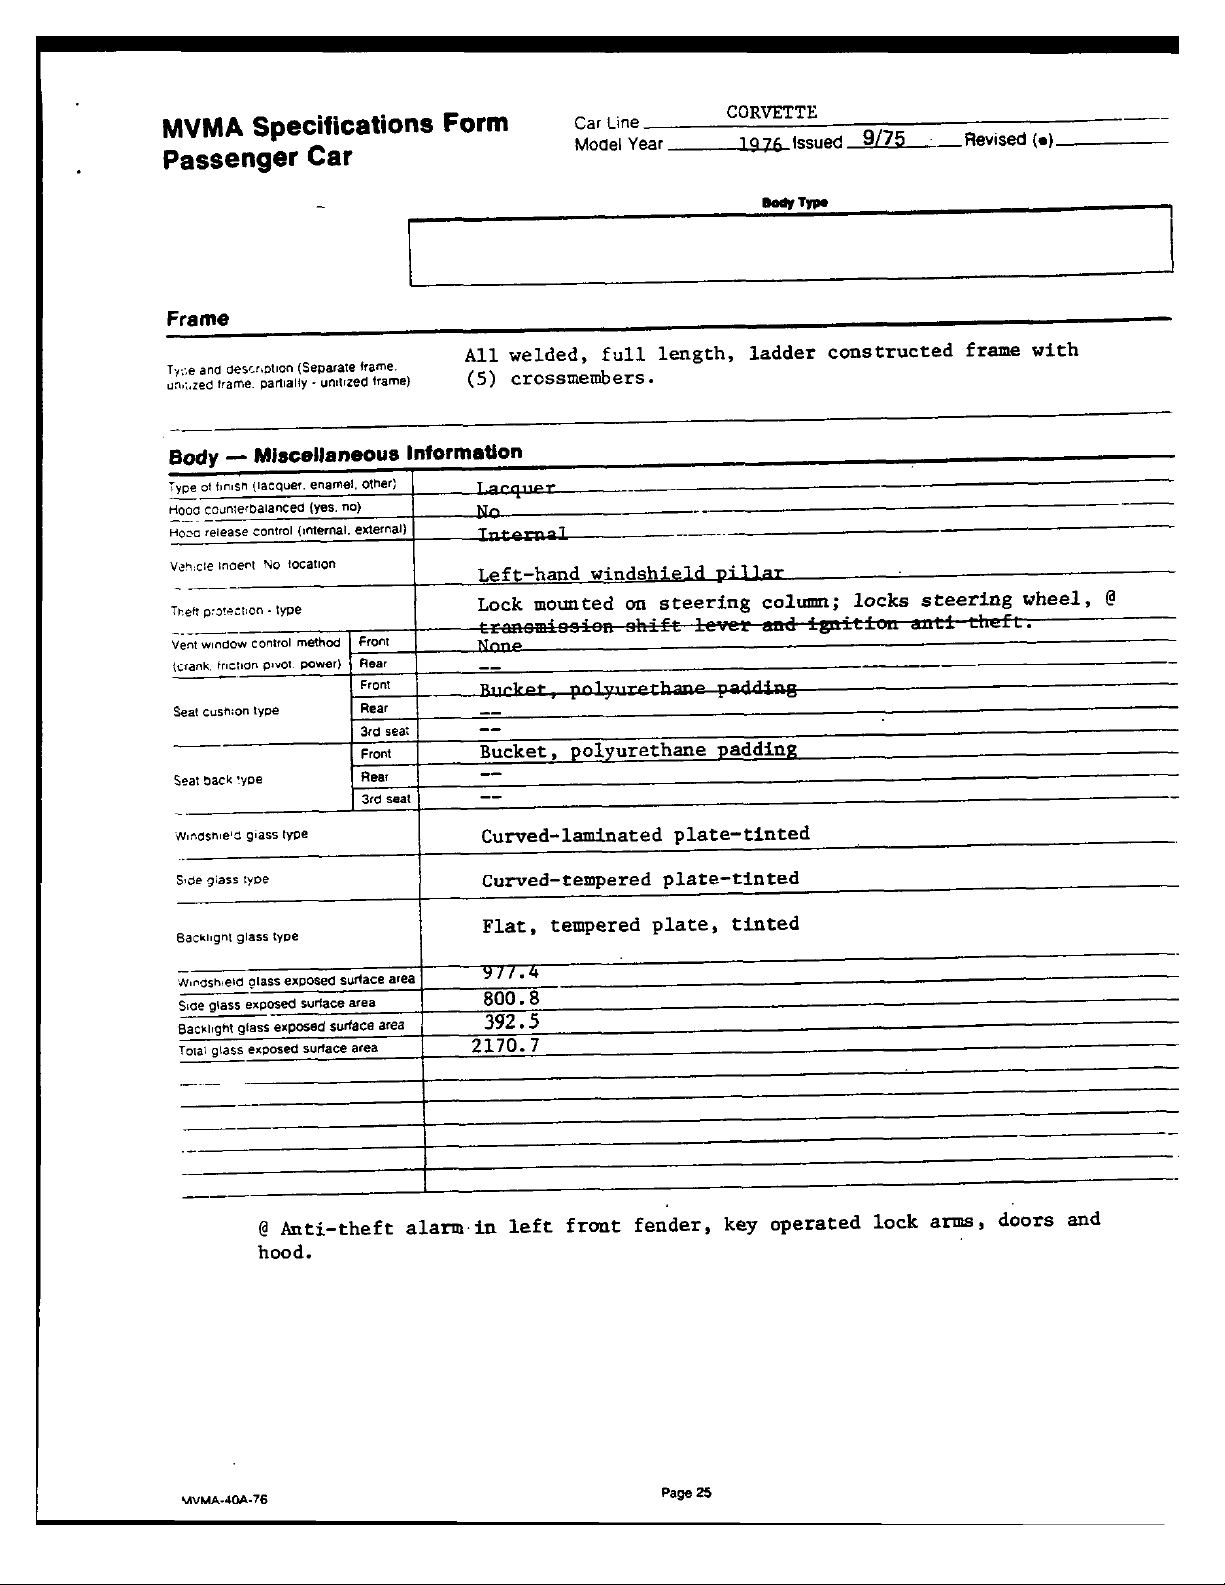 MVMA Specifications Form
Passenger Car
Car Line CORVETTE
Model Year 1976 Issued 9/75 Revised (●)
Body Type
Frame
Type and description (Separate frame, unitized frame, partially - unitized frame)
All welded, full length, ladder constructed frame with
(5) crossmembers.
Body — Miscellaneous Information
Type of finish (lacquer, enamel, other) Lacquer
Hood counterbalanced (yes, no) No
Hood release control (internal, external) Internal
Vehicle Indent No location Left-hand windshield pillar
Theft protection - type Lock mounted on steering column; locks steering wheel, @
transmission shift lever and ignition anti-theft.
Vent window control method (crank, friction pivot, power) Front None
Rear --
Seat cushion type Front Bucket, polyurethane padding
Rear --
3rd seat --
Seat back type Front Bucket, polyurethane padding
Rear --
3rd seat --
Windshield glass type Curved-laminated plate-tinted
Side glass type Curved-tempered plate-tinted
Backlight glass type Flat, tempered plate, tinted
Windshield glass exposed surface area 977.4
Side glass exposed surface area 800.8
Backlight glass exposed surface area 392.5
Total glass exposed surface area 2170.7
@ Anti-theft alarm in left front fender, key operated lock arms, doors and
hood.
MVMA-40A-76
Page 25